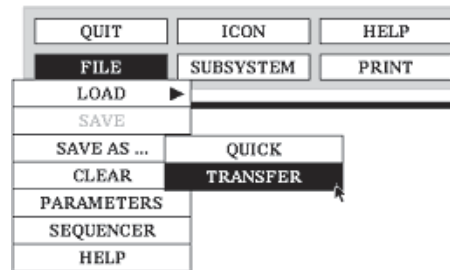 QUIT ICON HELP
FILE SUBSYSTEM PRINT
LOAD
SAVE
SAVE AS ... QUICK
CLEAR TRANSFER
PARAMETERS
SEQUENCER
HELP